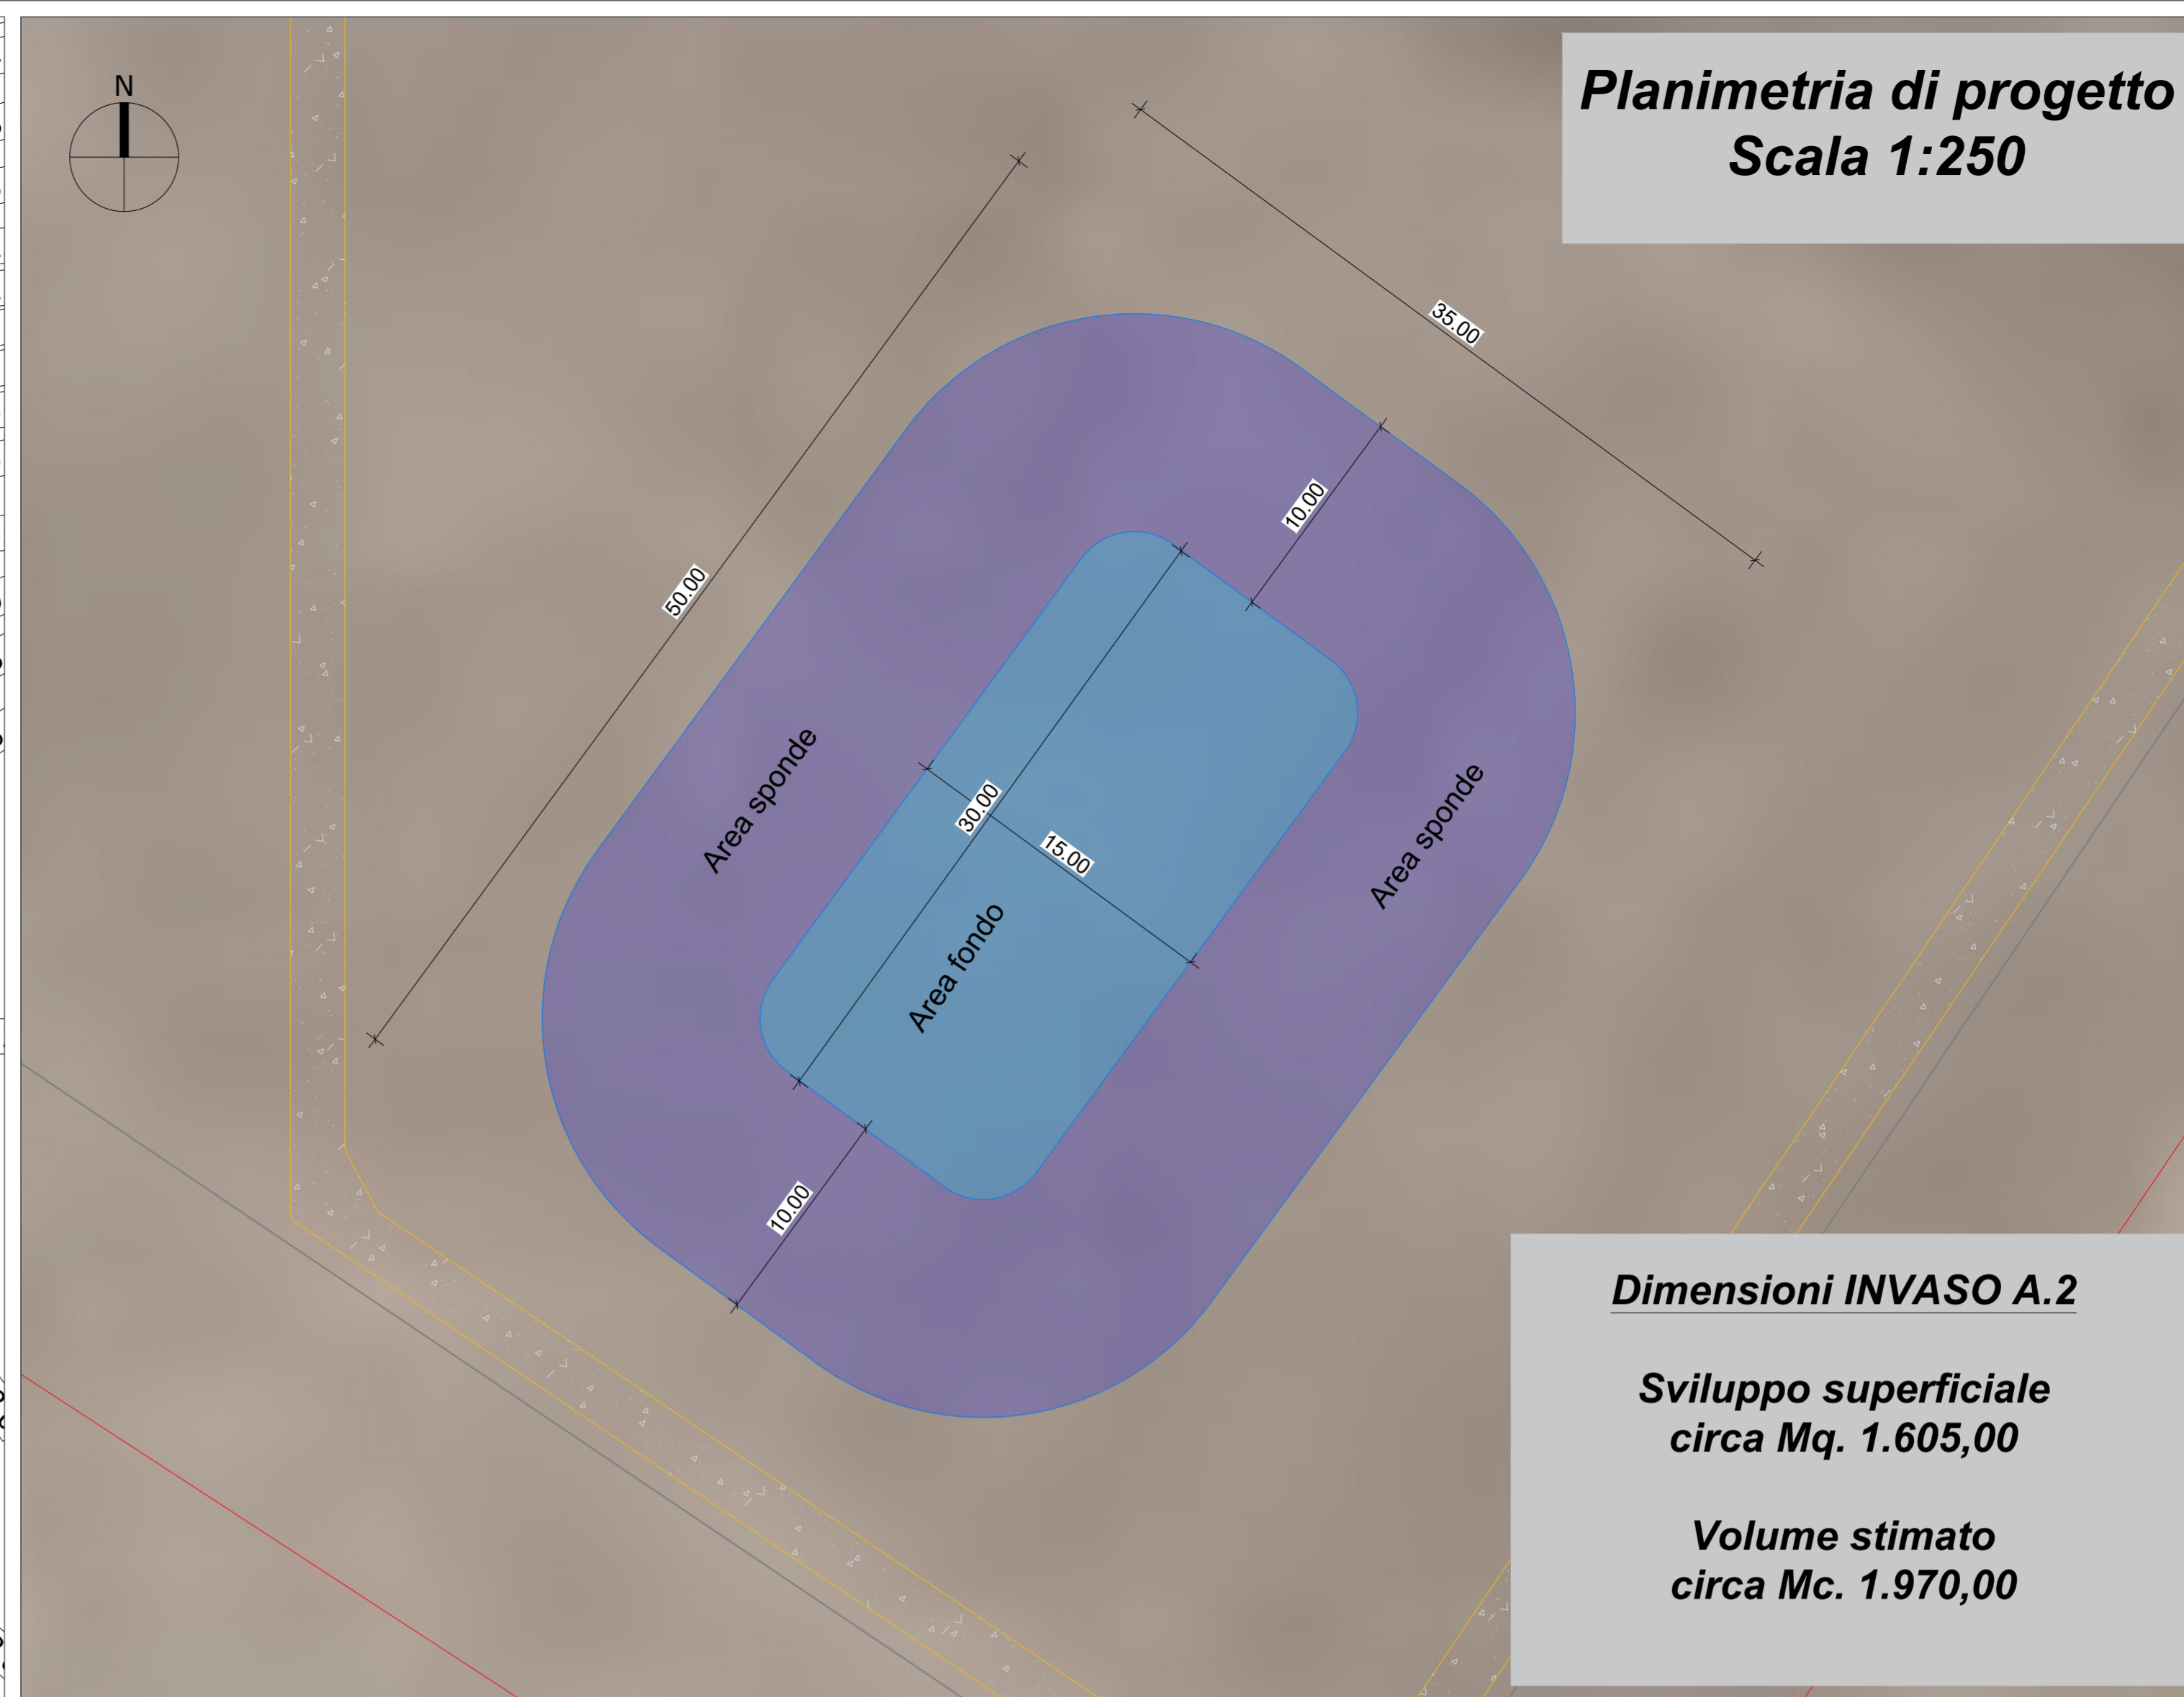 N
Planimetria di progetto
Scala 1:250
35.00
10.00
50.00
Area sponde
30.00
15.00
Area sponde
Area fondo
10.00
Dimensioni INVASO A.2
Sviluppo superficiale
circa Mq. 1.605,00
Volume stimato
circa Mc. 1.970,00